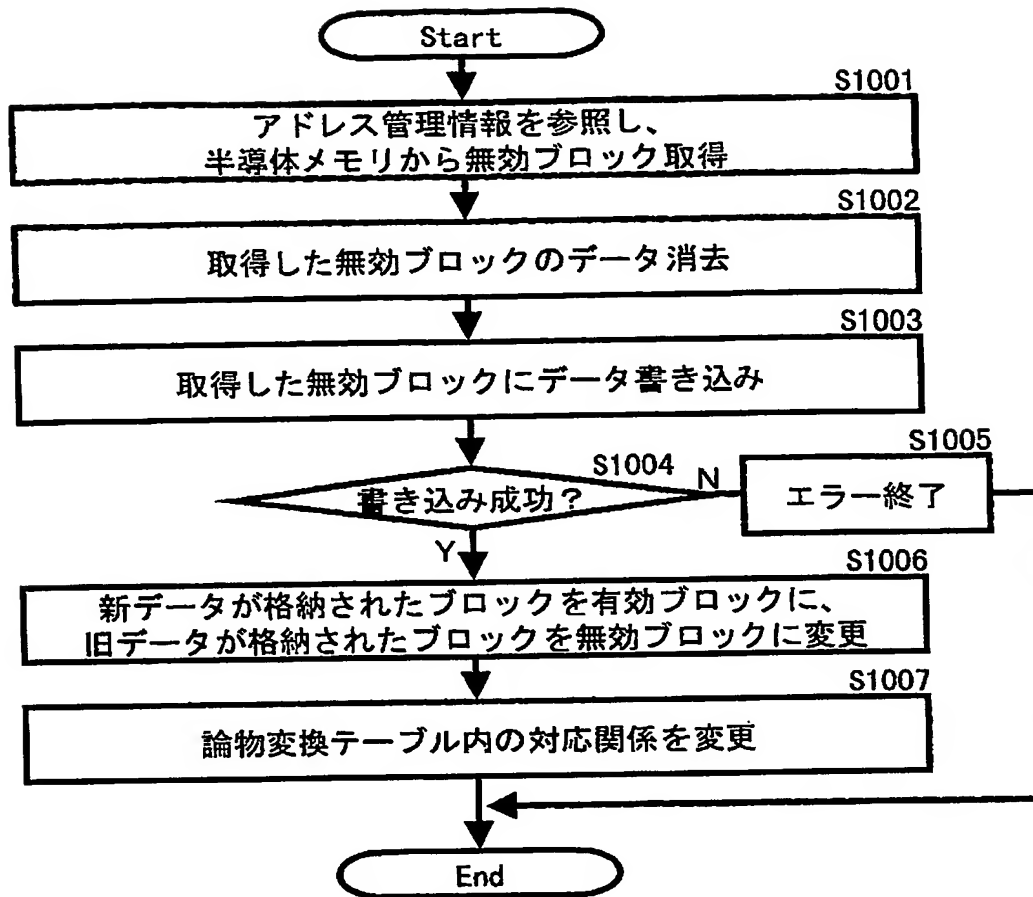 Start
S1001
アドレス管理情報を参照し、
半導体メモリから無効ブロック取得
S1002
取得した無効ブロックのデータ消去
S1003
取得した無効ブロックにデータ書き込み
S1004
書き込み成功？
N
S1005
エラー終了
Y
S1006
新データが格納されたブロックを有効ブロックに、
旧データが格納されたブロックを無効ブロックに変更
S1007
論物変換テーブル内の対応関係を変更
End